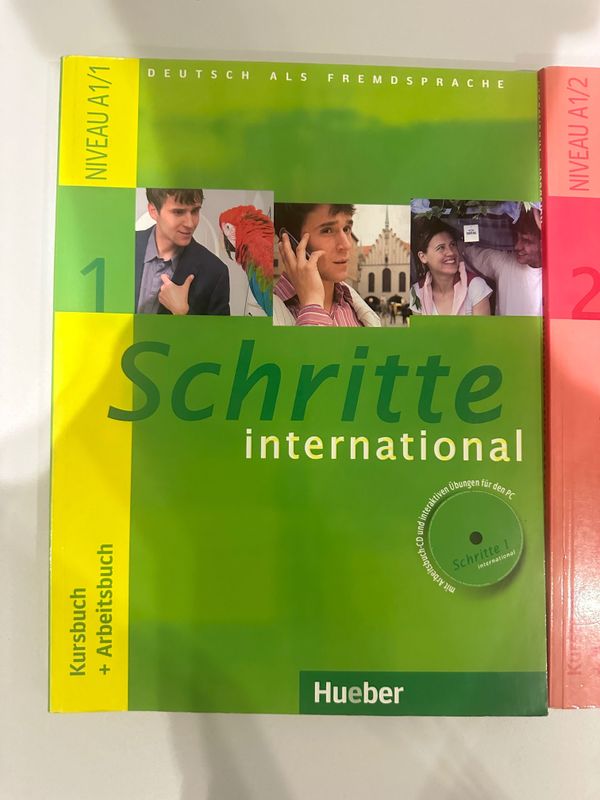 DEUTSCH ALS FREMDSPRACHE
NIVEAU A1/1
1
Schritte
international
mit Arbeitsbuch-CD und interaktiven Übungen für den PC
Schritte 1
international
Kursbuch
+ Arbeitsbuch
Hueber
NIVEAU A1/2
2